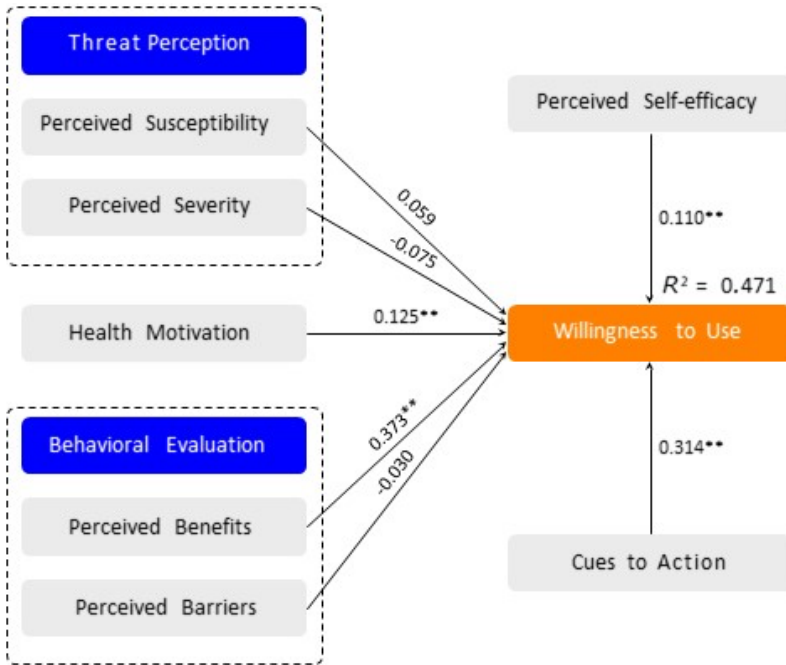 Threat Perception
Perceived Susceptibility
Perceived Severity
Perceived Self-efficacy
0.059
-0.075
0.110**
R² = 0.471
Health Motivation
0.125**
Willingness to Use
Behavioral Evaluation
0.373**
-0.030
0.314**
Perceived Benefits
Perceived Barriers
Cues to Action